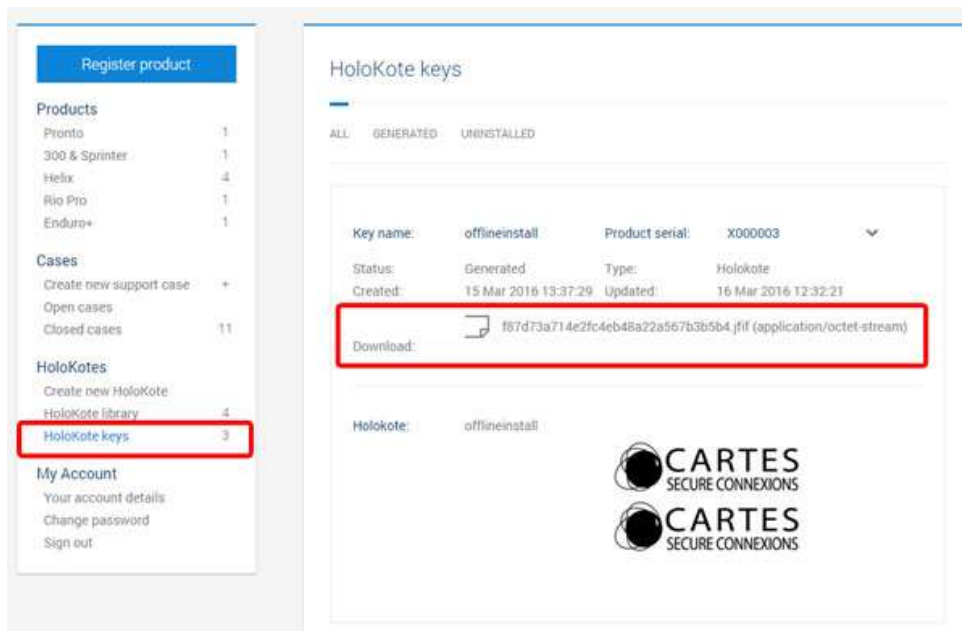 Register product
Products
Pronto 1
300 & Sprinter 1
Helix 4
Rio Pro 1
Enduro+ 1
Cases
Create new support case +
Open cases
Closed cases 11
HoloKotes
Create new HoloKote
HoloKote library 4
HoloKote keys 3
My Account
Your account details
Change password
Sign out
HoloKote keys
ALL GENERATED UNINSTALLED
Key name: offlineinstall Product serial: X000003
Status: Generated Type: Holokote
Created: 15 Mar 2016 13:37:29 Updated: 16 Mar 2016 12:32:21
f87d73a714e2fc4eb48a22a567b3b5b4.jfif (application/octet-stream)
Download:
Holokote: offlineinstall
CARTES
SECURE CONNEXIONS
CARTES
SECURE CONNEXIONS